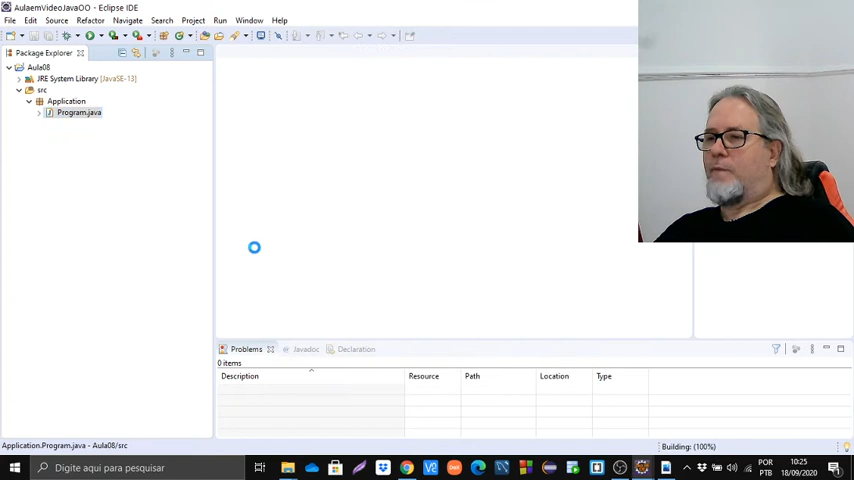 AulaemVideoJavaOO - Eclipse IDE
File Edit Source Refactor Navigate Search Project Run Window Help
Package Explorer
Aula08
JRE System Library [JavaSE-13]
src
Application
Program.java
Problems Javadoc Declaration
0 items
Description Resource Path Location Type
Application.Program.java - Aula08/src
Building: (100%)
Digite aqui para pesquisar
POR
PTB
10:25
18/09/2020